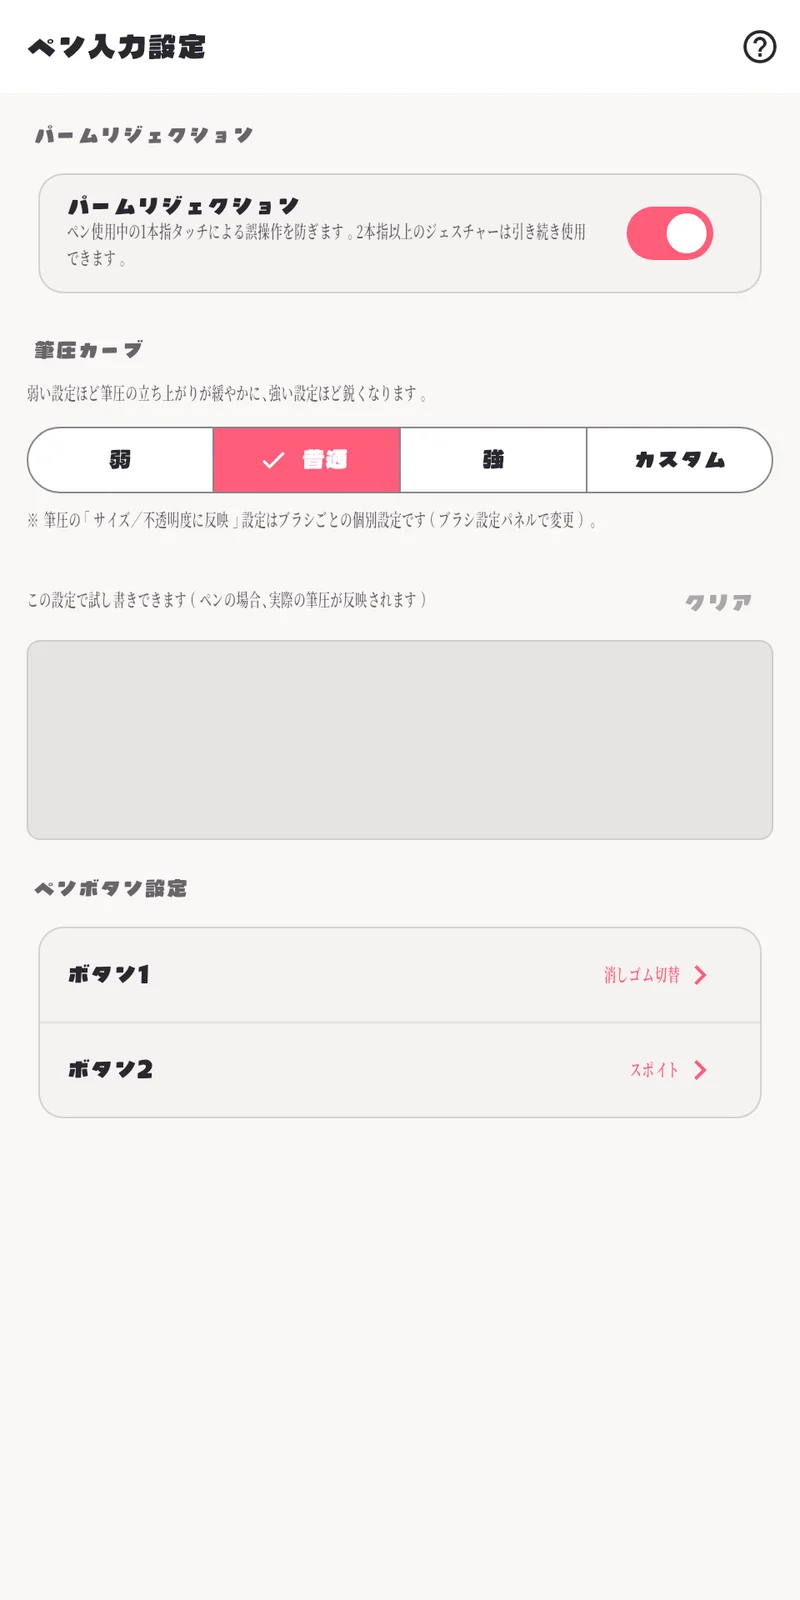 ペン入力設定
パームリジェクション
パームリジェクション
ペン使用中の1本指タッチによる誤操作を防ぎます。2本指以上のジェスチャーは引き続き使用
できます。
筆圧カーブ
弱い設定ほど筆圧の立ち上がりが緩やかに、強い設定ほど鋭くなります。
弱
普通
強
カスタム
※ 筆圧の「サイズ／不透明度に反映」設定はブラシごとの個別設定です(ブラシ設定パネルで変更)。
この設定で試し書きできます(ペンの場合、実際の筆圧が反映されます)
クリア
ペンボタン設定
ボタン1
消しゴム切替
ボタン2
スポイト